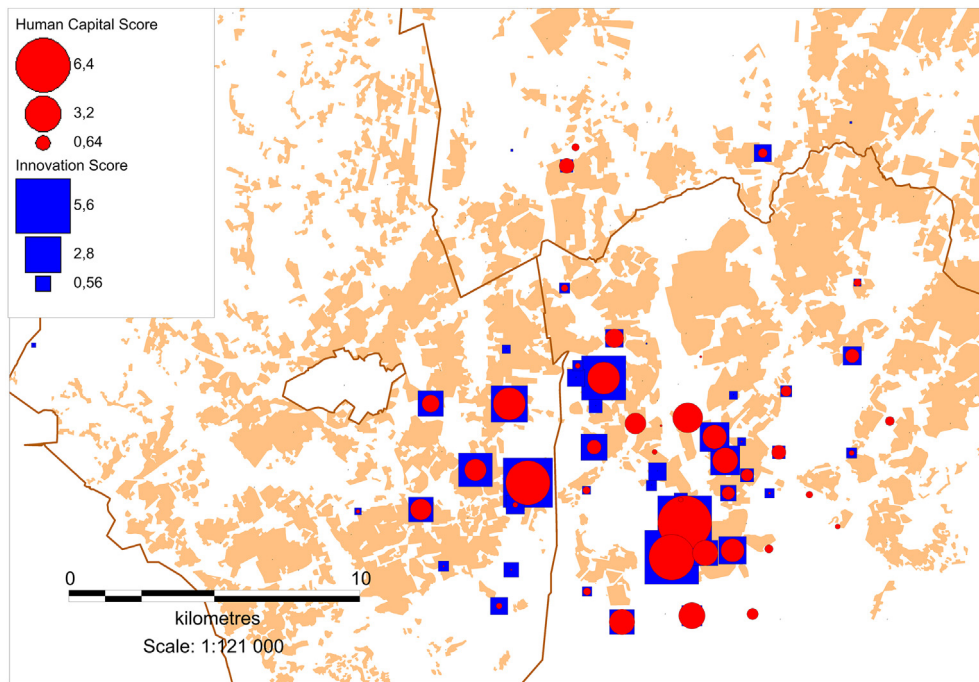 Human Capital Score
6,4
3,2
0,64
Innovation Score
5,6
2,8
0,56
0 10
kilometres
Scale: 1:121 000